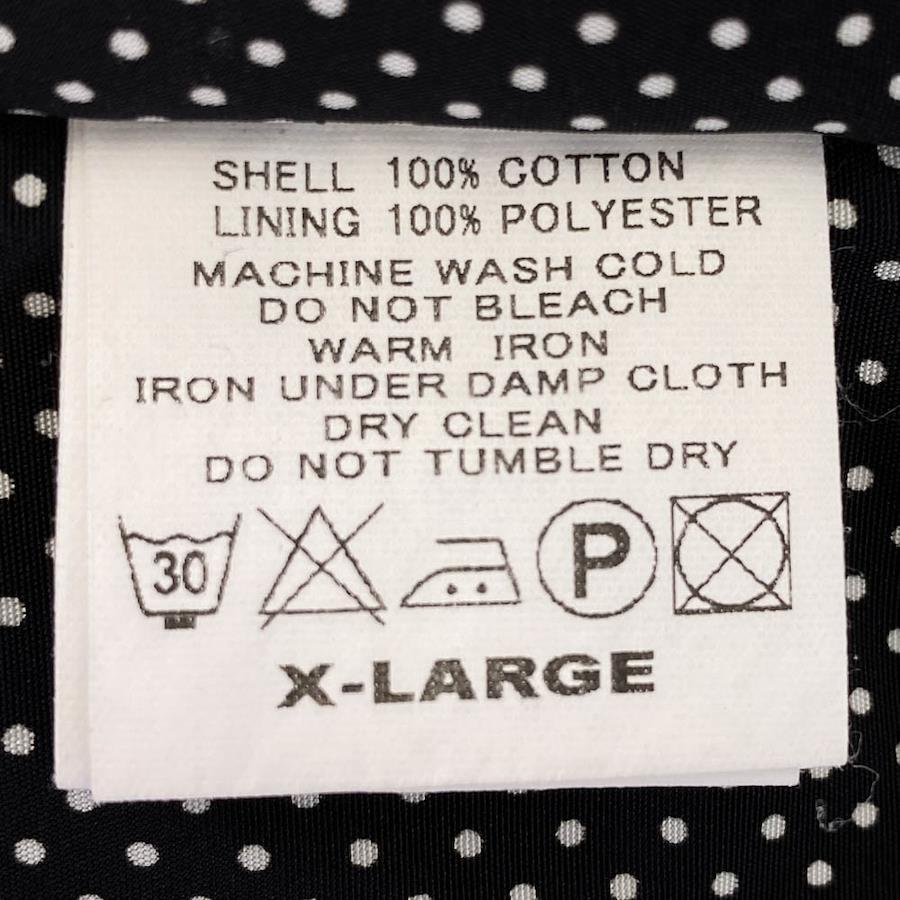 SHELL 100% COTTON
LINING 100% POLYESTER
MACHINE WASH COLD
DO NOT BLEACH
WARM IRON
IRON UNDER DAMP CLOTH
DRY CLEAN
DO NOT TUMBLE DRY
30 P
X-LARGE